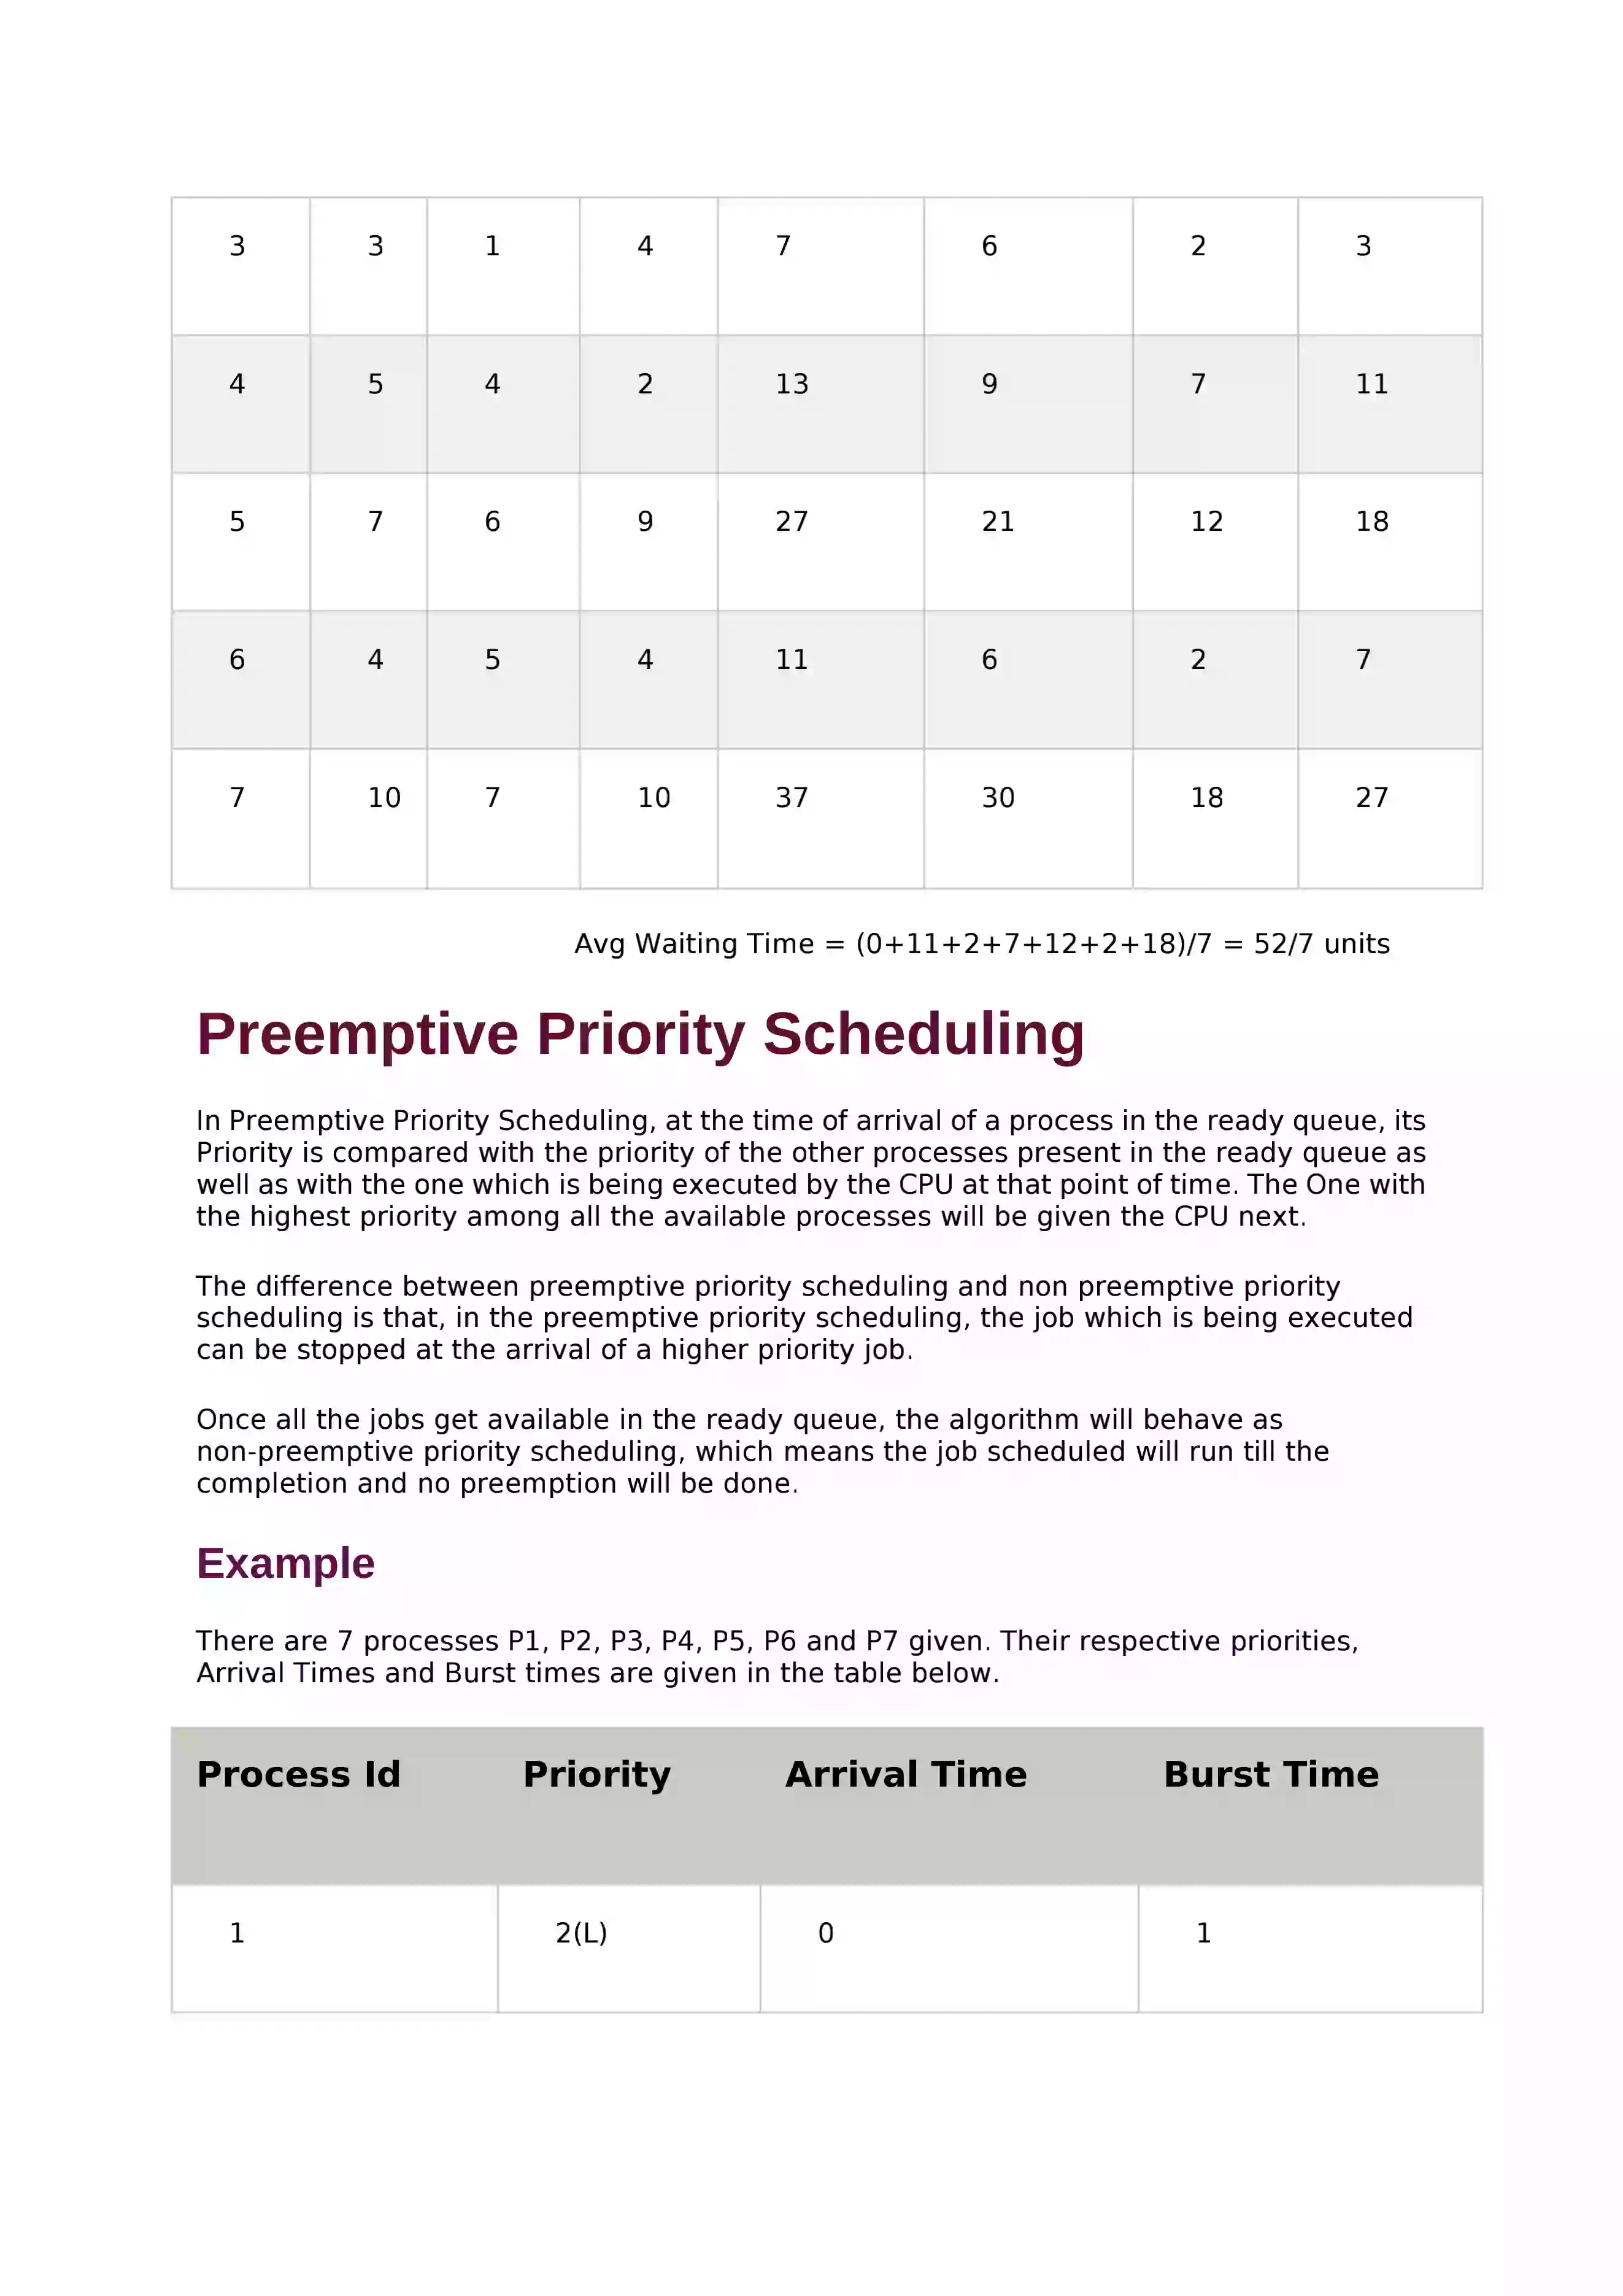 3 3 1 4 7 6 2 3
4 5 4 2 13 9 7 11
5 7 6 9 27 21 12 18
6 4 5 4 11 6 2 7
7 10 7 10 37 30 18 27
Avg Waiting Time = (0+11+2+7+12+2+18)/7 = 52/7 units
Preemptive Priority Scheduling
In Preemptive Priority Scheduling, at the time of arrival of a process in the ready queue, its
Priority is compared with the priority of the other processes present in the ready queue as
well as with the one which is being executed by the CPU at that point of time. The One with
the highest priority among all the available processes will be given the CPU next.
The difference between preemptive priority scheduling and non preemptive priority
scheduling is that, in the preemptive priority scheduling, the job which is being executed
can be stopped at the arrival of a higher priority job.
Once all the jobs get available in the ready queue, the algorithm will behave as
non-preemptive priority scheduling, which means the job scheduled will run till the
completion and no preemption will be done.
Example
There are 7 processes P1, P2, P3, P4, P5, P6 and P7 given. Their respective priorities,
Arrival Times and Burst times are given in the table below.
Process Id Priority Arrival Time Burst Time
1 2(L) 0 1